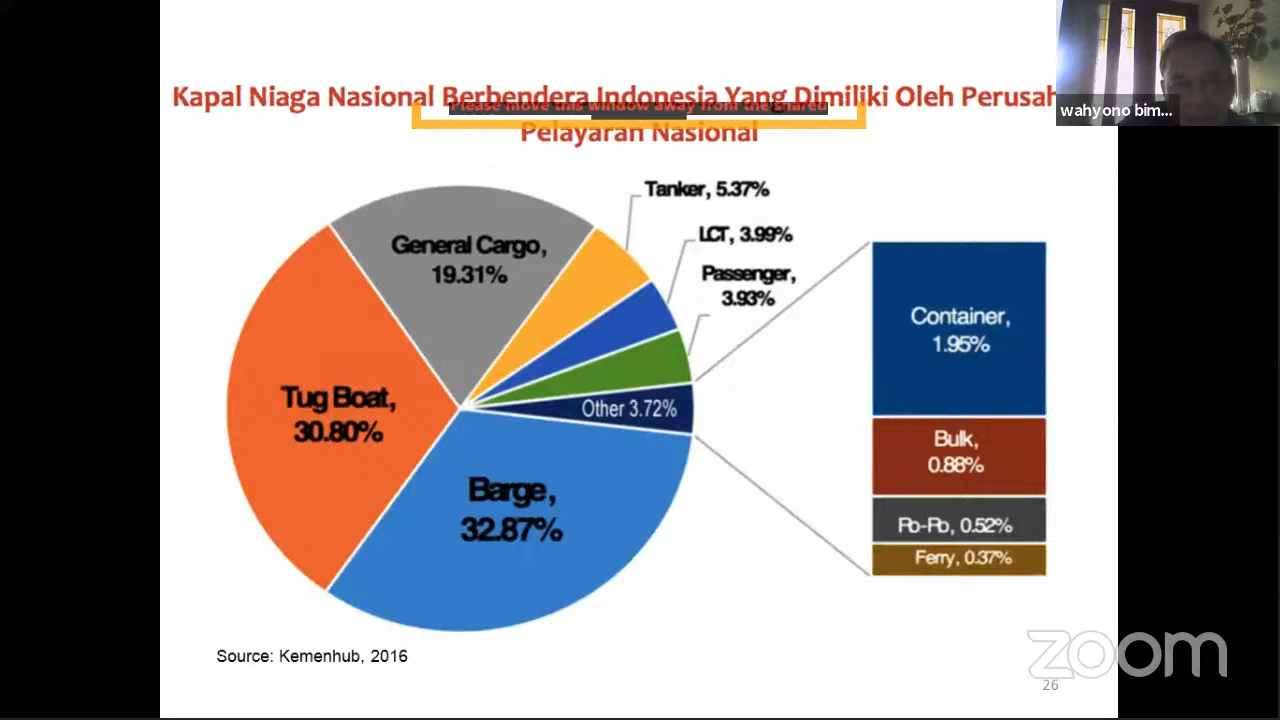 Kapal Niaga Nasional Berbendera Indonesia Yang Dimiliki Oleh Perusah
Please move this window away from the shared
Pelayaran Nasional
wahyono bim...
Tanker, 5.37%
LCT, 3.99%
Passenger,
3.93%
General Cargo,
19.31%
Tug Boat,
30.80%
Other 3.72%
Barge,
32.87%
Container,
1.95%
Bulk,
0.88%
Ro-Ro, 0.52%
Ferry, 0.37%
Source: Kemenhub, 2016
zoom
26